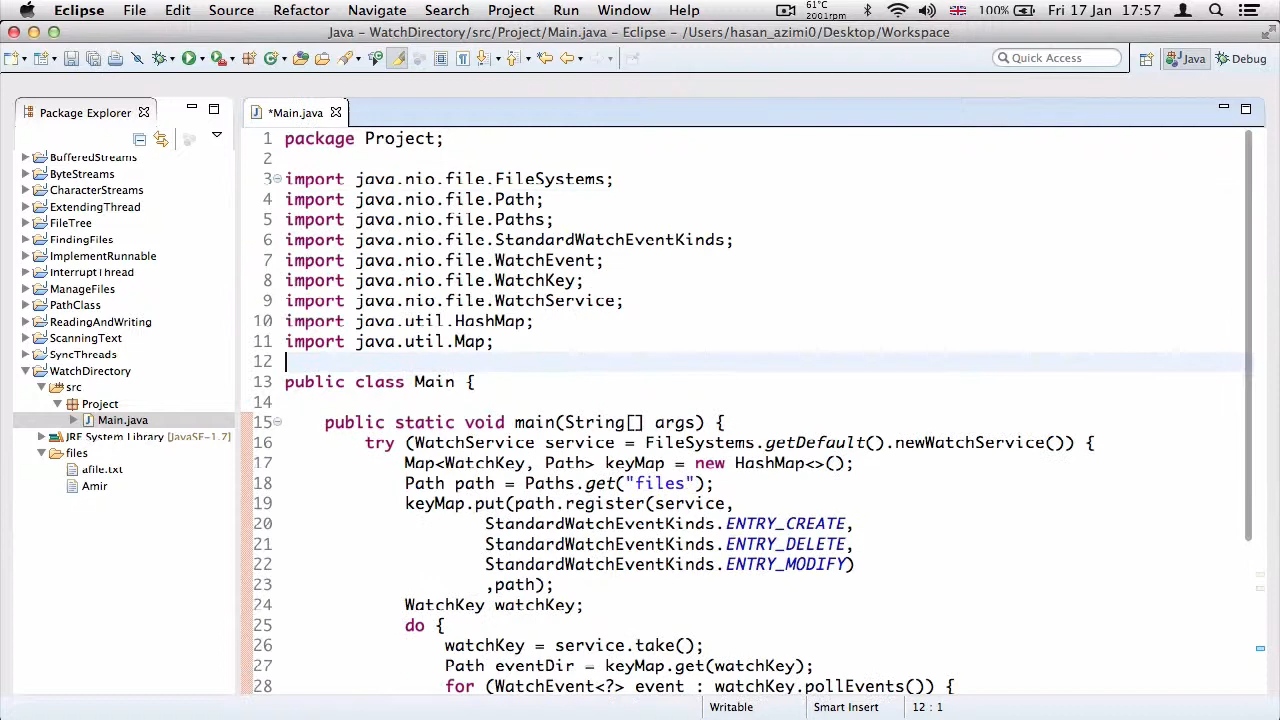 Eclipse File Edit Source Refactor Navigate Search Project Run Window Help 61°C 2001rpm 100% Fri 17 Jan 17:57
Java – WatchDirectory/src/Project/Main.java – Eclipse – /Users/hasan_azimi0/Desktop/Workspace
Quick Access Java Debug
Package Explorer
BufferedStreams
ByteStreams
CharacterStreams
ExtendingThread
FileTree
FindingFiles
ImplementRunnable
InterruptThread
ManageFiles
PathClass
ReadingAndWriting
ScanningText
SyncThreads
WatchDirectory
src
Project
Main.java
JRE System Library [JavaSE-1.7]
files
afile.txt
Amir
*Main.java
1 package Project;
2
3 import java.nio.file.FileSystems;
4 import java.nio.file.Path;
5 import java.nio.file.Paths;
6 import java.nio.file.StandardWatchEventKinds;
7 import java.nio.file.WatchEvent;
8 import java.nio.file.WatchKey;
9 import java.nio.file.WatchService;
10 import java.util.HashMap;
11 import java.util.Map;
12
13 public class Main {
14
15 public static void main(String[] args) {
16 try (WatchService service = FileSystems.getDefault().newWatchService()) {
17 Map<WatchKey, Path> keyMap = new HashMap<>();
18 Path path = Paths.get("files");
19 keyMap.put(path.register(service,
20 StandardWatchEventKinds.ENTRY_CREATE,
21 StandardWatchEventKinds.ENTRY_DELETE,
22 StandardWatchEventKinds.ENTRY_MODIFY)
23 ,path);
24 WatchKey watchKey;
25 do {
26 watchKey = service.take();
27 Path eventDir = keyMap.get(watchKey);
28 for (WatchEvent<?> event : watchKey.pollEvents()) {
Writable Smart Insert 12 : 1